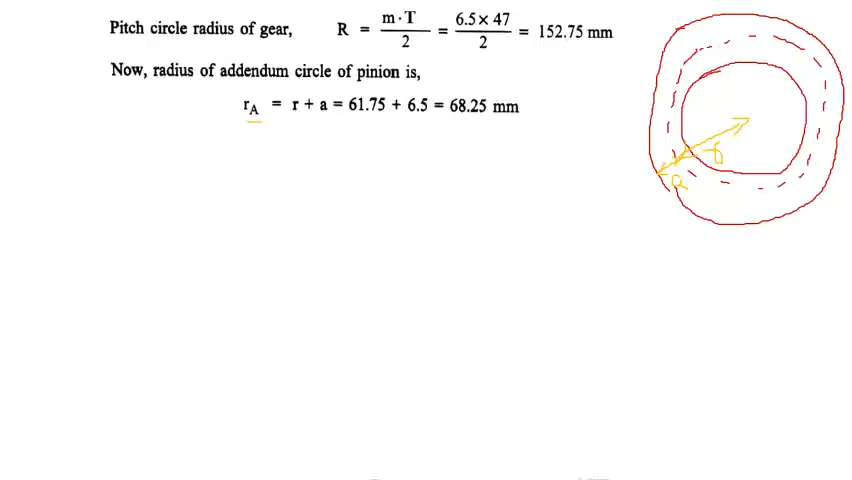 Pitch circle radius of gear, R = m·T / 2 = 6.5 × 47 / 2 = 152.75 mm
Now, radius of addendum circle of pinion is,
r_A = r + a = 61.75 + 6.5 = 68.25 mm
a